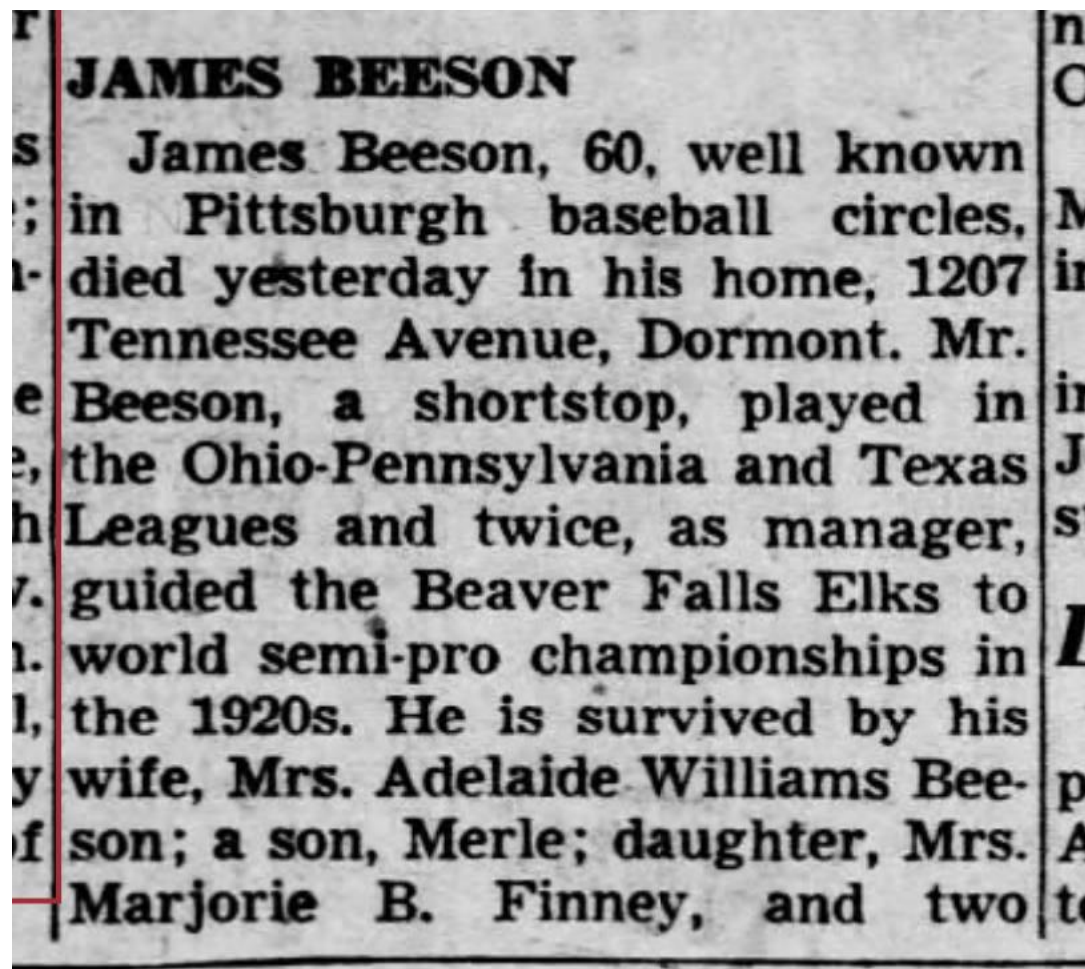 JAMES BEESON
James Beeson, 60, well known
in Pittsburgh baseball circles,
died yesterday in his home, 1207
Tennessee Avenue, Dormont. Mr.
Beeson, a shortstop, played in
the Ohio-Pennsylvania and Texas
Leagues and twice, as manager,
guided the Beaver Falls Elks to
world semi-pro championships in
the 1920s. He is survived by his
wife, Mrs. Adelaide Williams Bee-
son; a son, Merle; daughter, Mrs.
Marjorie B. Finney, and two